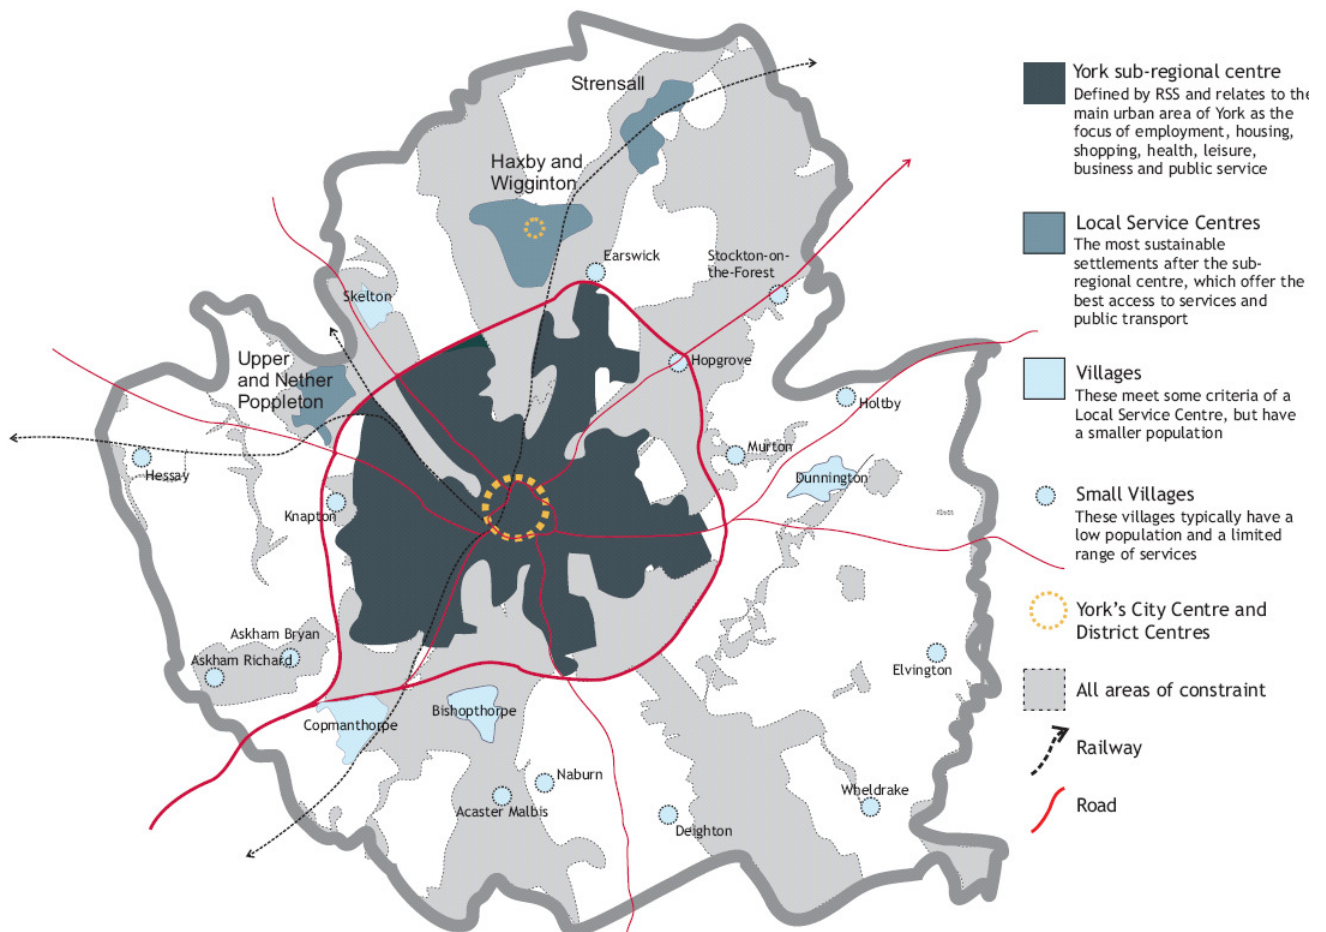 Strensall
Haxby and
Wigginton
Earswick
Stockton-on-
the-Forest
Skelton
Upper
and Nether
Poppleton
Hopgrove
Holtby
Murton
Dunnington
Hessay
Knapton
Askham Bryan
Askham Richard
Elvington
Copmanthorpe
Bishopthorpe
Naburn
Acaster Malbis
Deighton
Wheldrake
York sub-regional centre
Defined by RSS and relates to the
main urban area of York as the
focus of employment, housing,
shopping, health, leisure,
business and public service
Local Service Centres
The most sustainable
settlements after the sub-
regional centre, which offer the
best access to services and
public transport
Villages
These meet some criteria of a
Local Service Centre, but have
a smaller population
Small Villages
These villages typically have a
low population and a limited
range of services
York's City Centre and
District Centres
All areas of constraint
Railway
Road